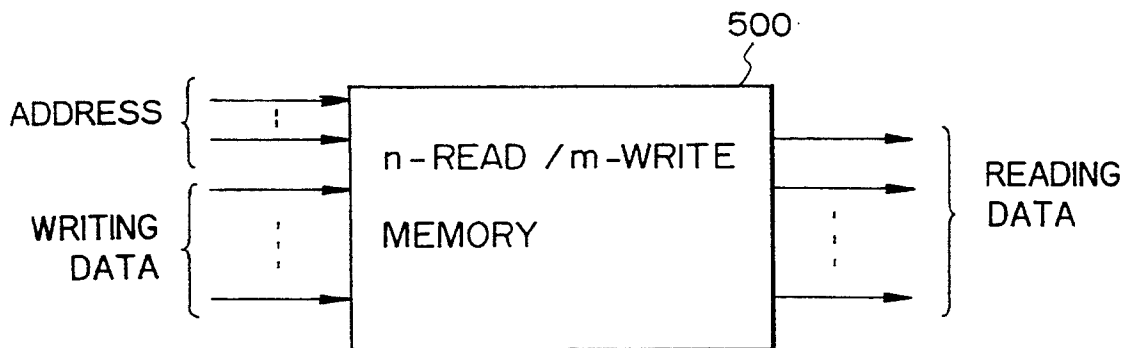 500
ADDRESS
n-READ /m-WRITE
MEMORY
WRITING
DATA
READING
DATA